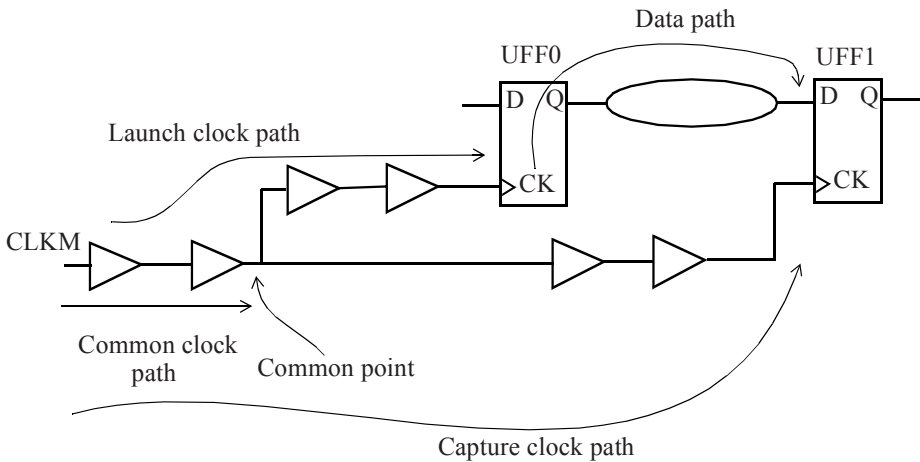 Data path
UFF0
UFF1
D Q
D Q
Launch clock path
CK
CK
CLKM
Common clock
path
Common point
Capture clock path